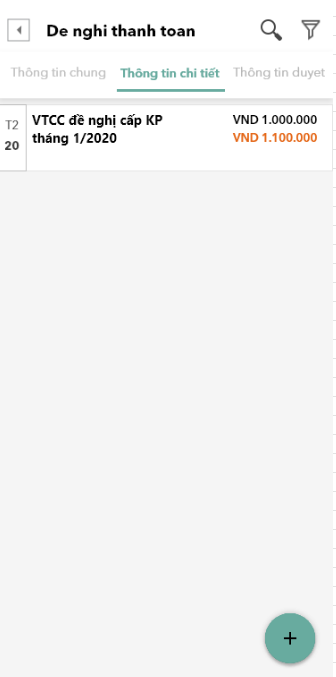 De nghi thanh toan
Thông tin chung Thông tin chi tiết Thông tin duyet
T2
20
VTCC đề nghị cấp KP
tháng 1/2020
VND 1.000.000
VND 1.100.000
+